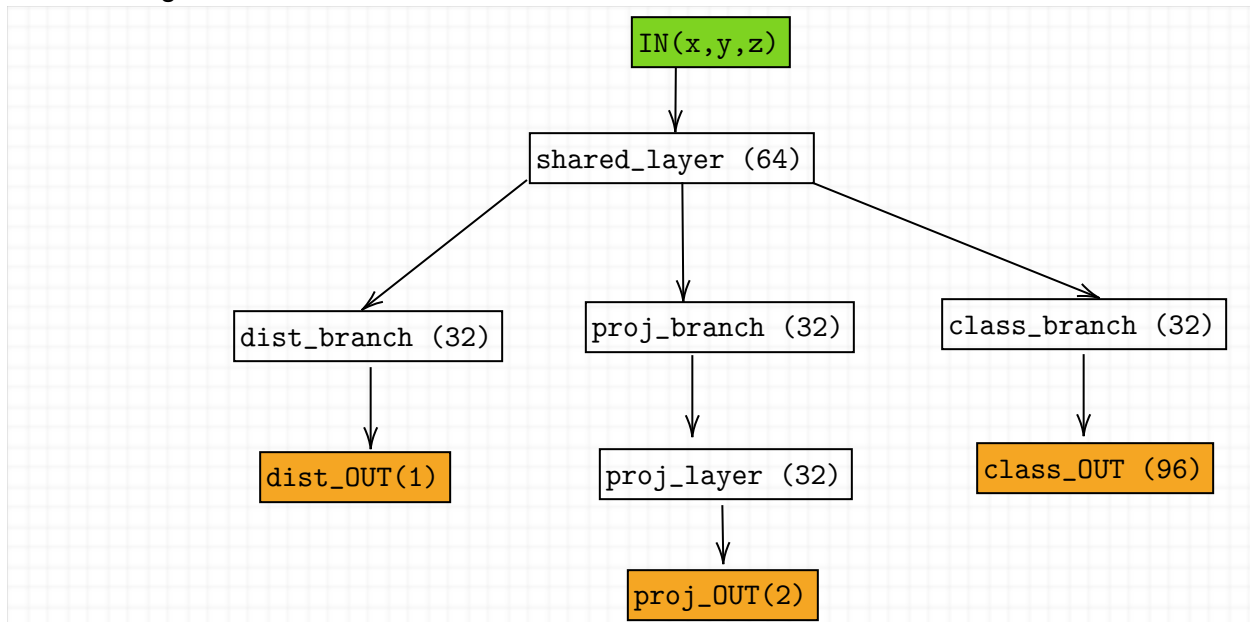 IN(x,y,z)
shared_layer (64)
dist_branch (32)
proj_branch (32)
class_branch (32)
dist_OUT(1)
proj_layer (32)
class_OUT (96)
proj_OUT(2)